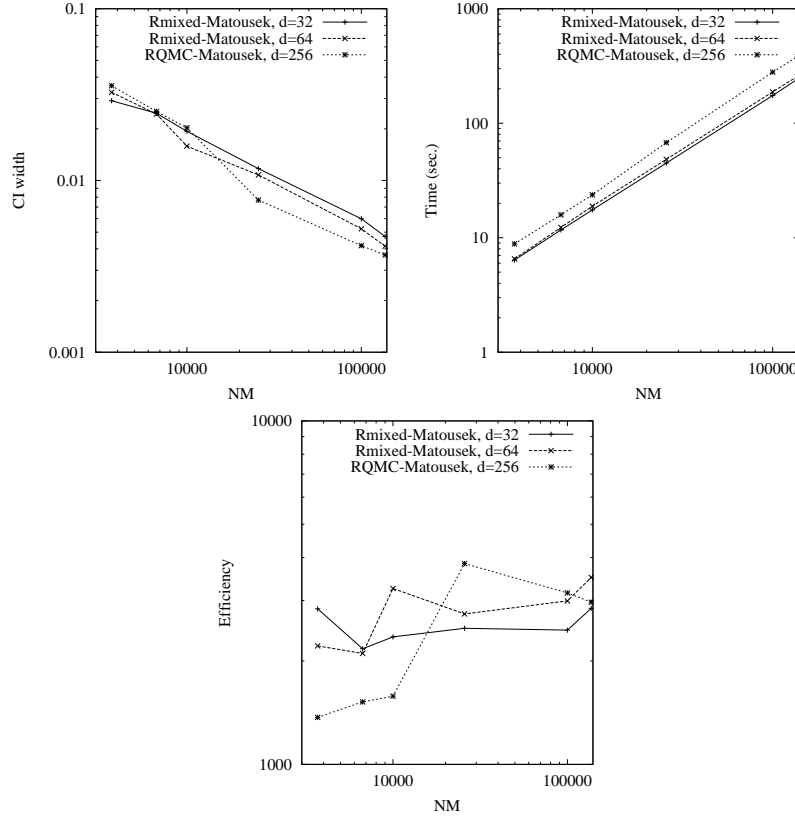 0.1
Rmixed-Matousek, d=32
Rmixed-Matousek, d=64
RQMC-Matousek, d=256
CI width
0.01
0.001
10000
100000
NM
1000
Rmixed-Matousek, d=32
Rmixed-Matousek, d=64
RQMC-Matousek, d=256
100
Time (sec.)
10
1
10000
100000
NM
10000
Rmixed-Matousek, d=32
Rmixed-Matousek, d=64
RQMC-Matousek, d=256
Efficiency
1000
10000
100000
NM